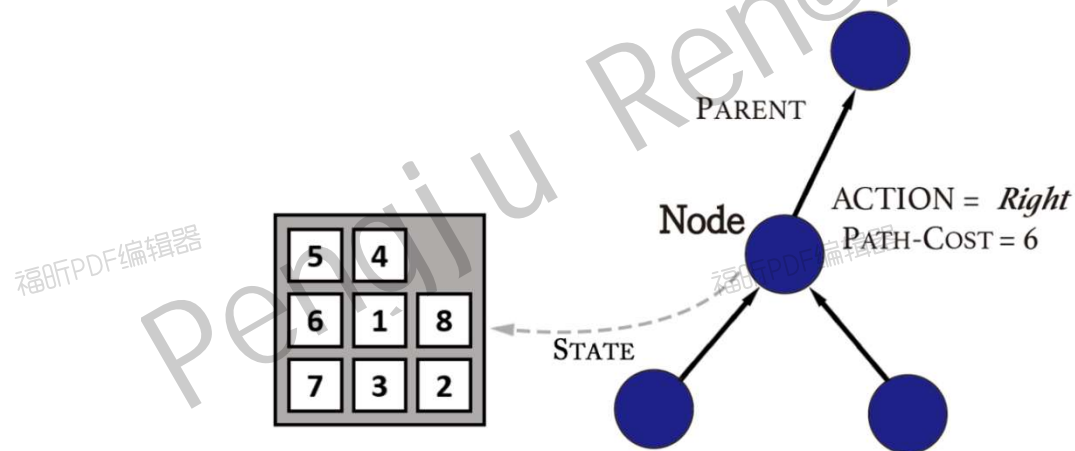 Pengju Ren
PARENT
ACTION = Right
Node
PATH-COST = 6
福昕PDF编辑器
福昕PDF编辑器
5 4
6 1 8
STATE
7 3 2